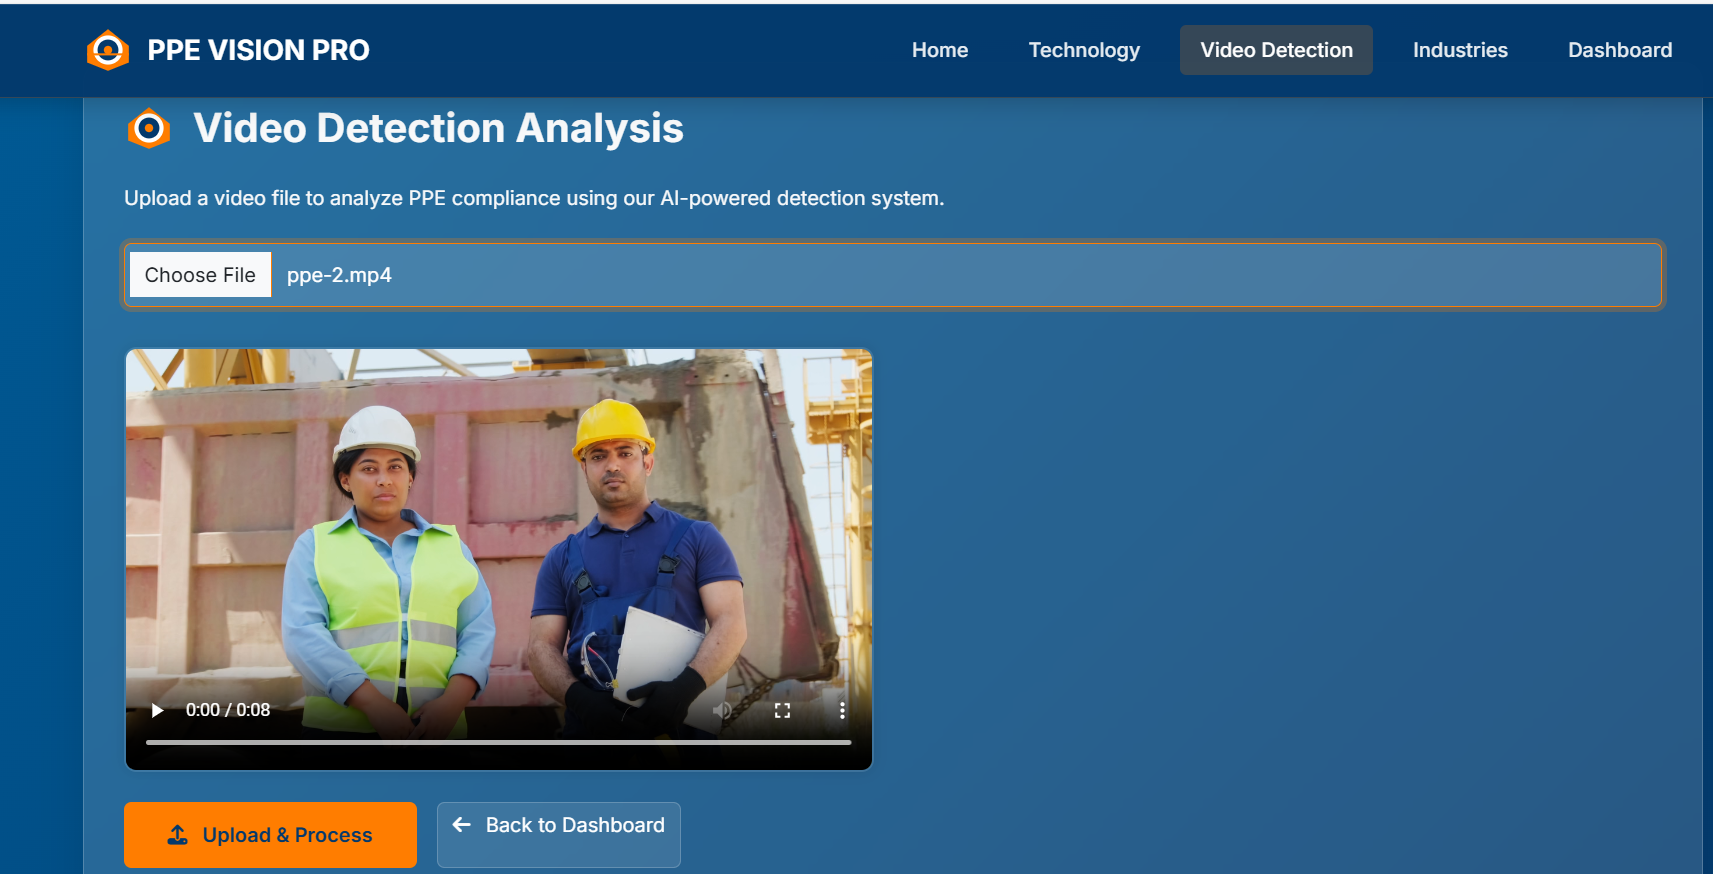 PPE VISION PRO
Home
Technology
Video Detection
Industries
Dashboard
Video Detection Analysis
Upload a video file to analyze PPE compliance using our AI-powered detection system.
Choose File
ppe-2.mp4
0:00 / 0:08
Upload & Process
Back to Dashboard